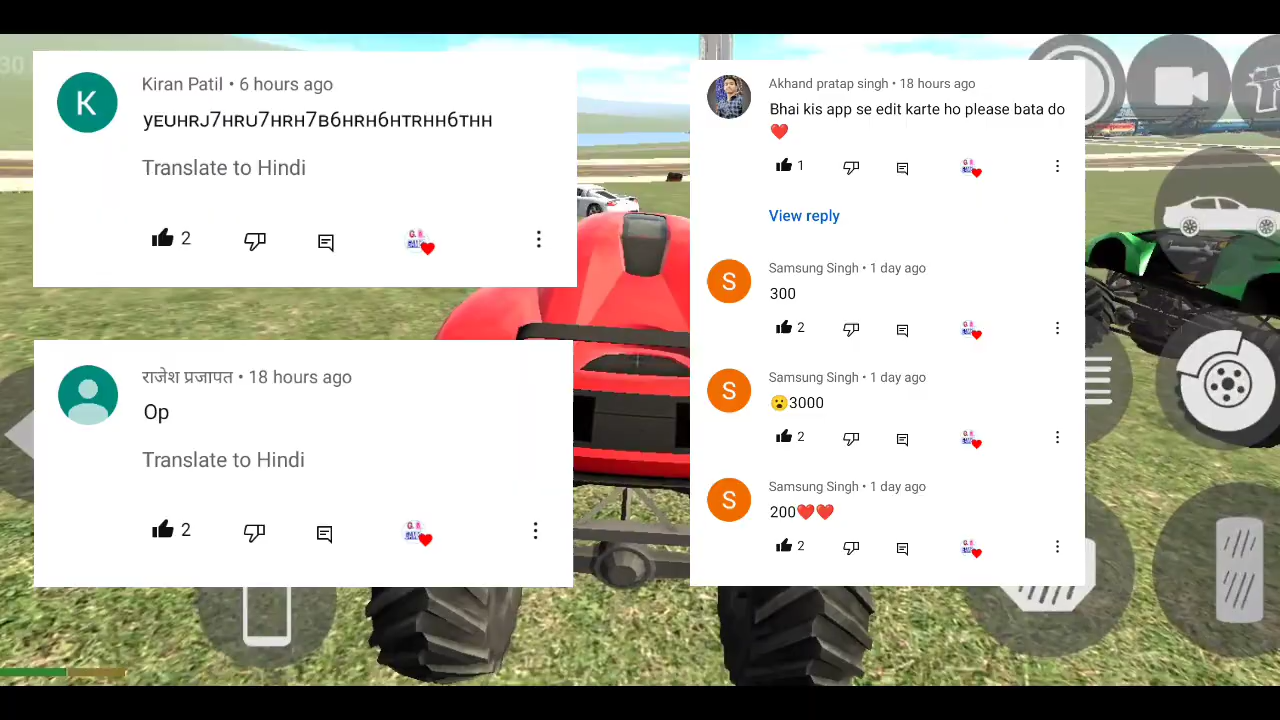 30
Kiran Patil • 6 hours ago
K
yᴇᴜʜʀᴊ7ʜʀᴜ7ʜʀʜ7ʙ6ʜʀʜ6ʜᴛʀʜʜ6ᴛʜʜ
Translate to Hindi
2
राजेश प्रजापत • 18 hours ago
Op
Translate to Hindi
2
Akhand pratap singh • 18 hours ago
Bhai kis app se edit karte ho please bata do
❤️
1
View reply
Samsung Singh • 1 day ago
S
300
2
Samsung Singh • 1 day ago
S
😮3000
2
Samsung Singh • 1 day ago
S
200❤️❤️
2